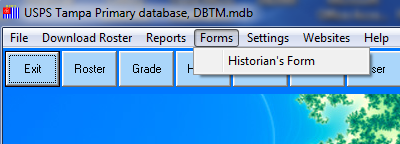 USPS Tampa Primary database, DBTM.mdb
File Download Roster Reports Forms Settings Websites Help
Historian's Form
Exit Roster Grade